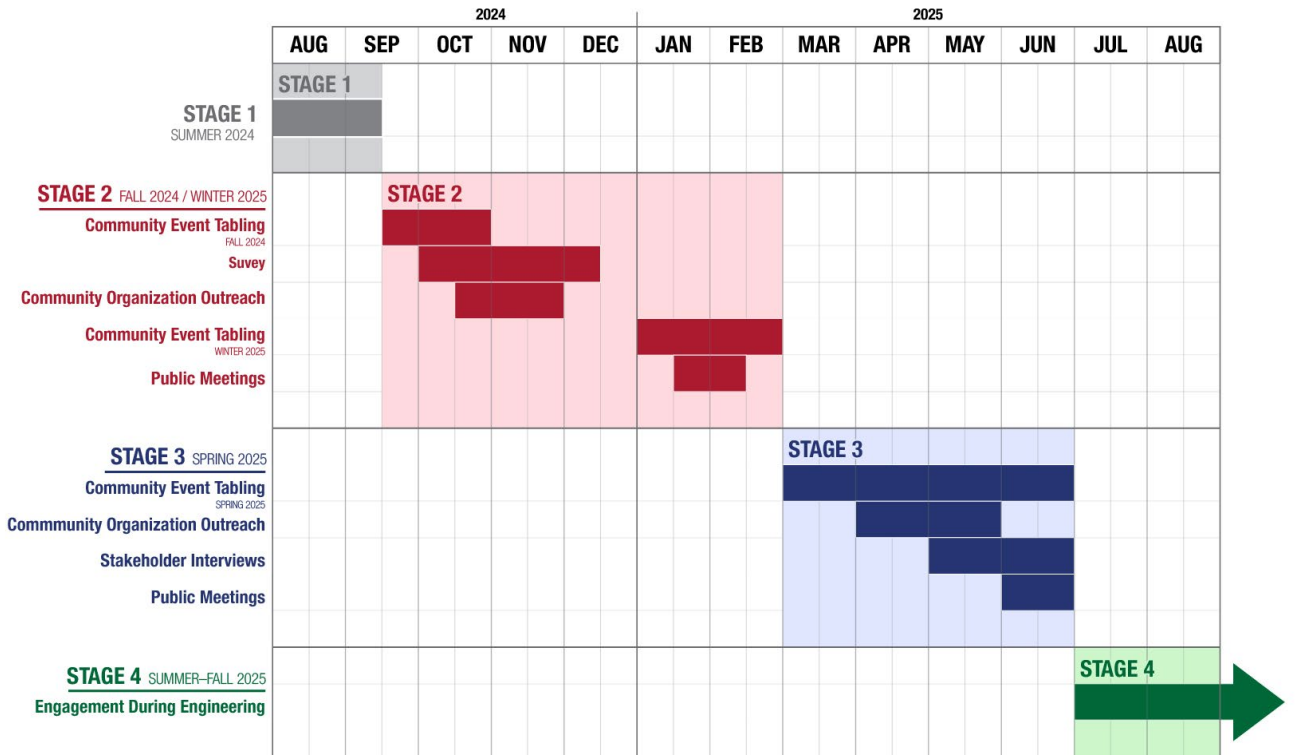 2024 2025
AUG SEP OCT NOV DEC JAN FEB MAR APR MAY JUN JUL AUG
STAGE 1
STAGE 1
SUMMER 2024
STAGE 2 FALL 2024 / WINTER 2025
STAGE 2
Community Event Tabling
FALL 2024
Suvey
Community Organization Outreach
Community Event Tabling
WINTER 2025
Public Meetings
STAGE 3
STAGE 3 SPRING 2025
Community Event Tabling
SPRING 2025
Commmunity Organization Outreach
Stakeholder Interviews
Public Meetings
STAGE 4
STAGE 4 SUMMER–FALL 2025
Engagement During Engineering